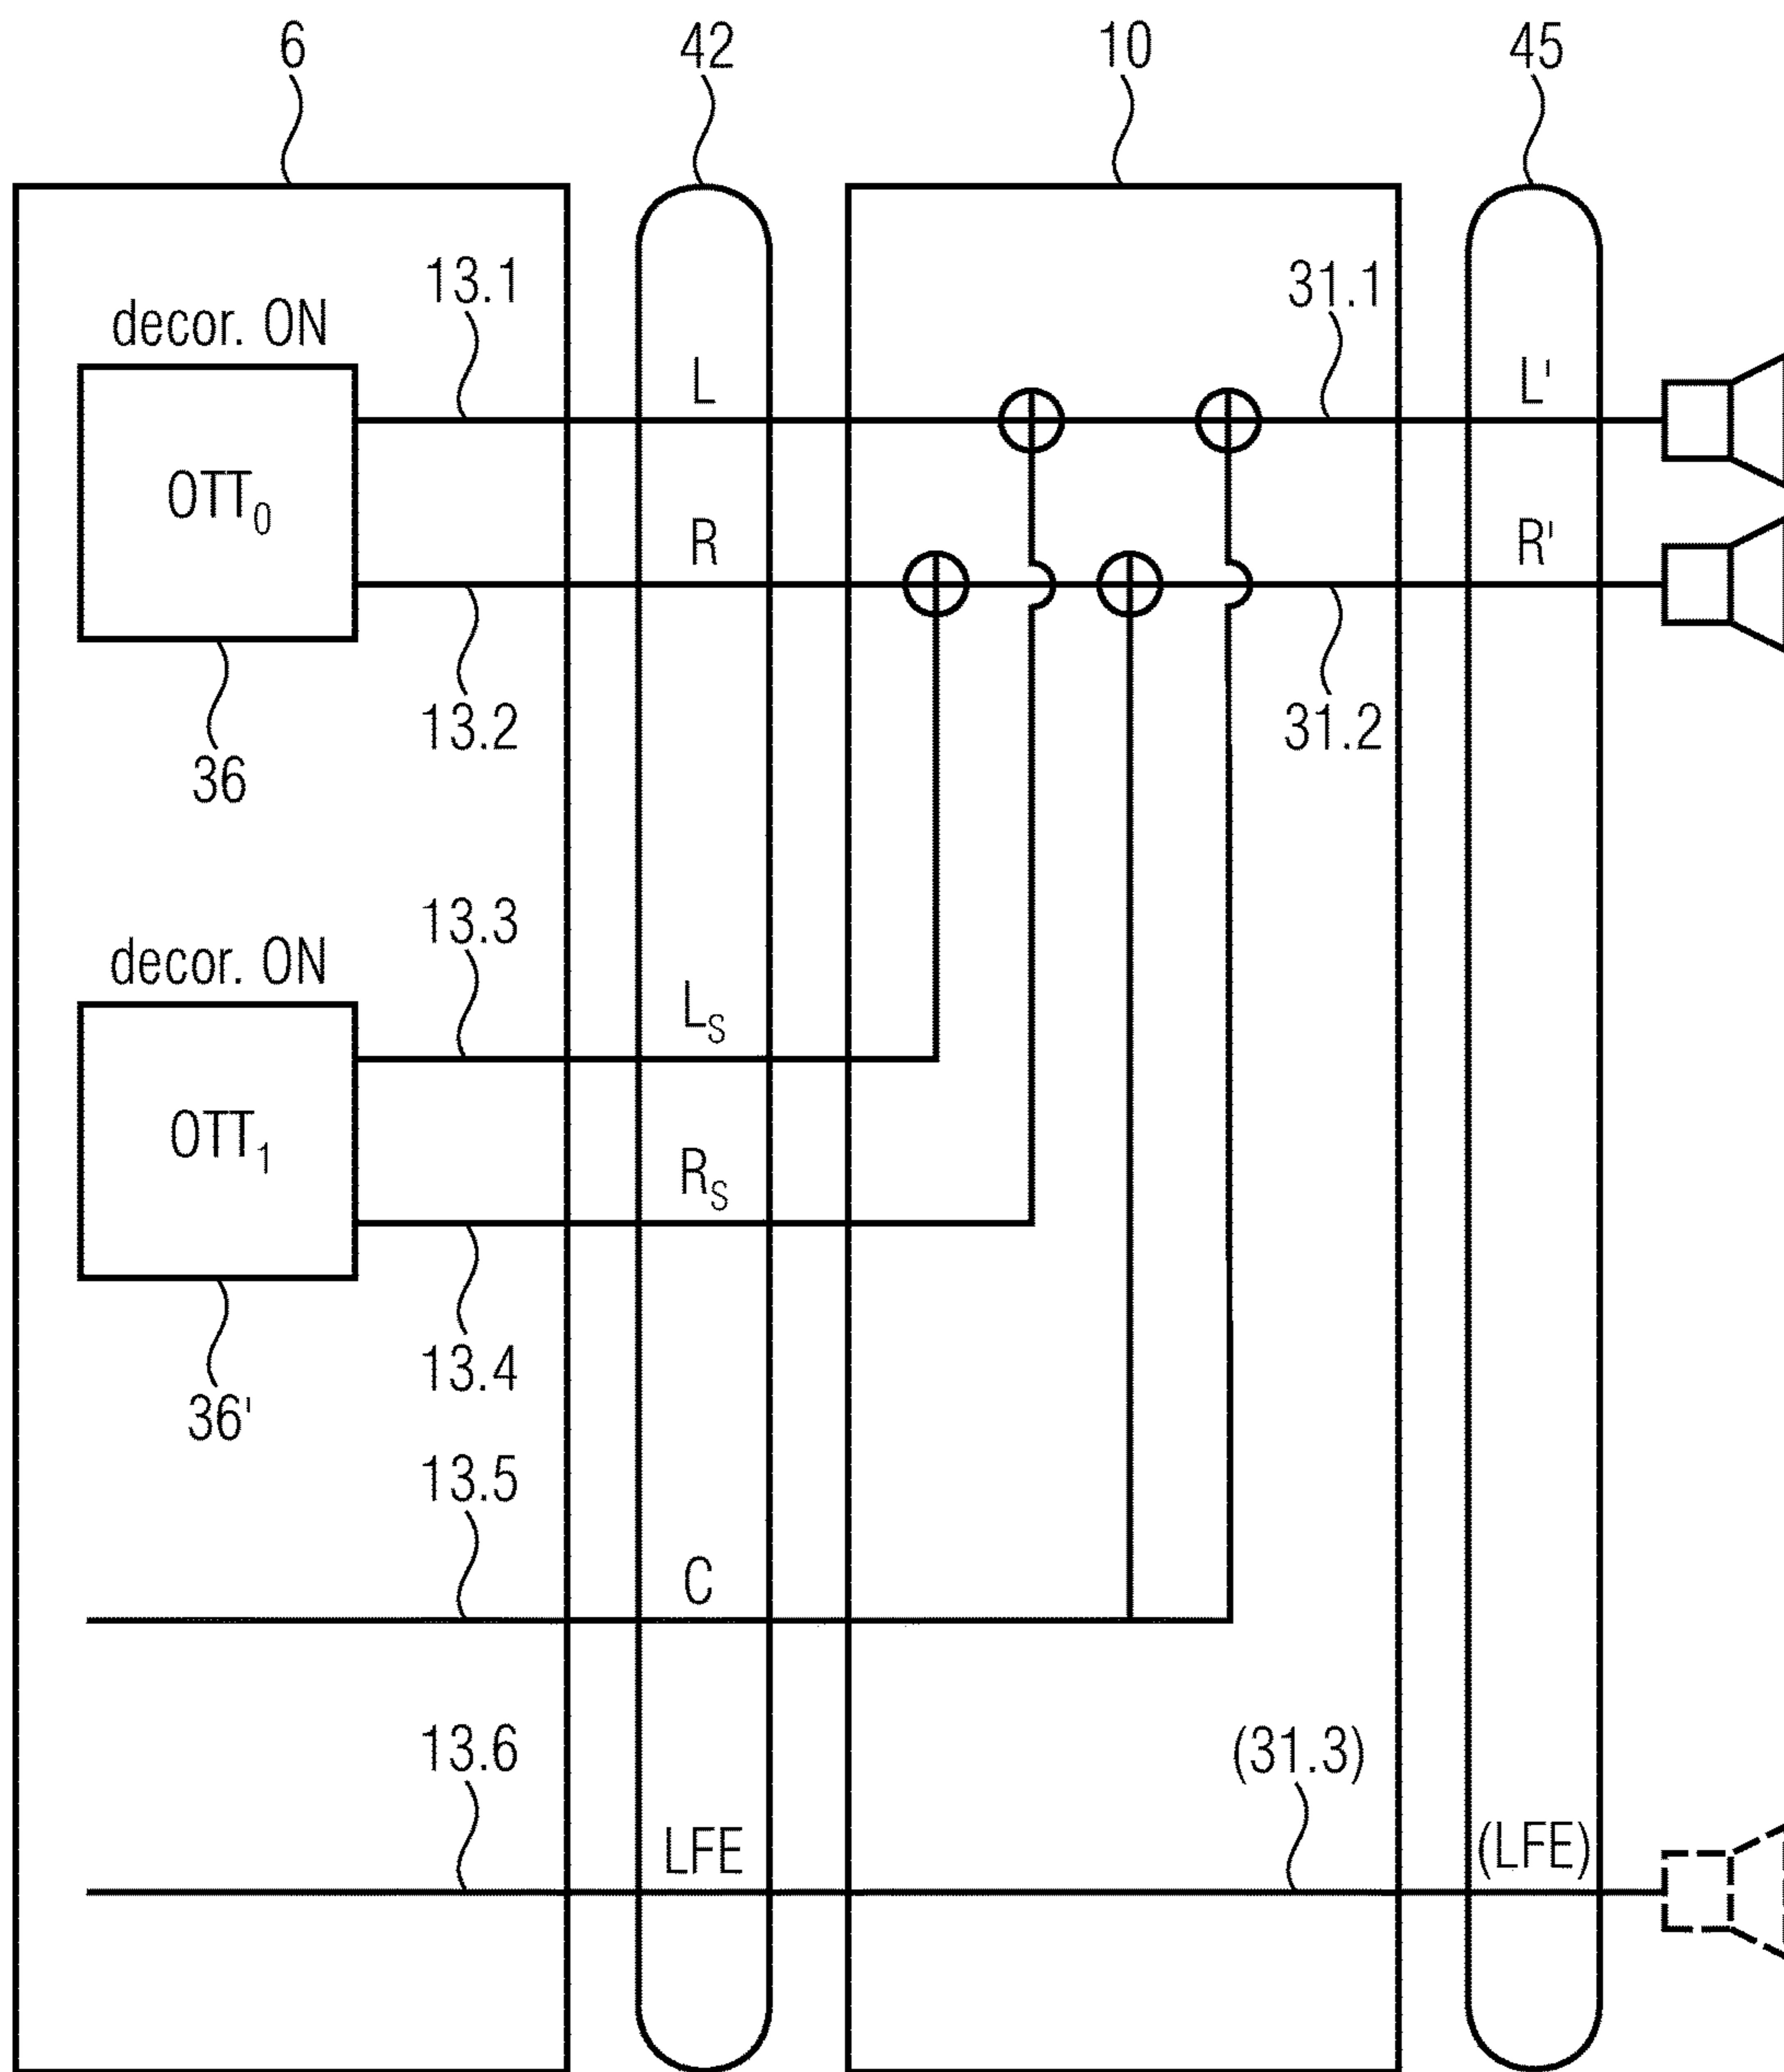 6
42
10
45
13.1
31.1
decor. ON
L
L'
OTT0
R
R'
13.2
31.2
36
13.3
decor. ON
LS
OTT1
RS
13.4
36'
13.5
C
13.6
(31.3)
LFE
(LFE)